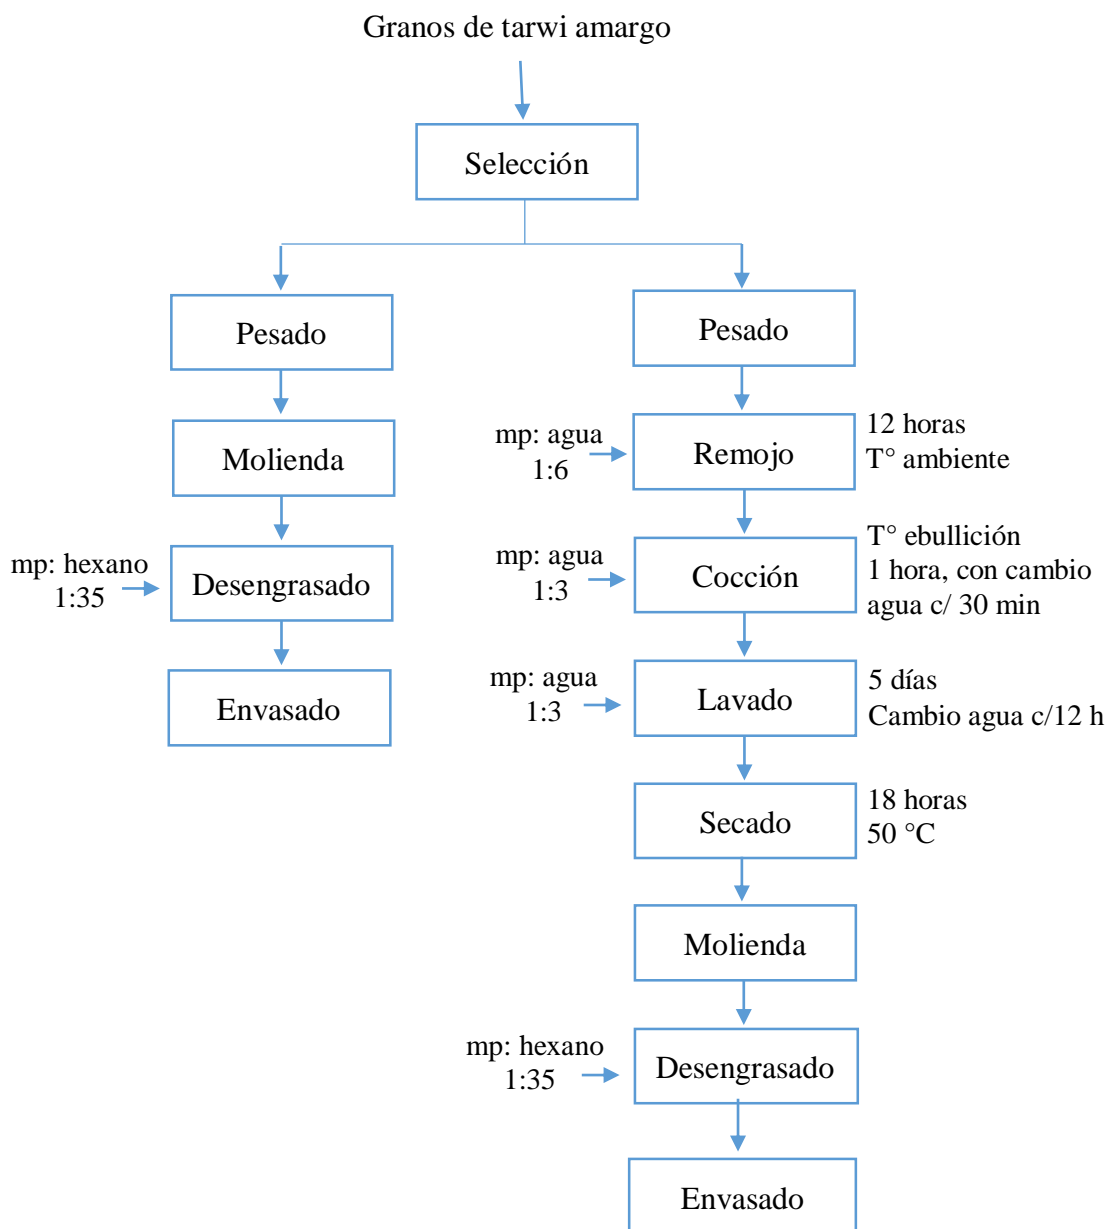 Granos de tarwi amargo
Selección
Pesado
Molienda
mp: hexano
1:35
Desengrasado
Envasado
Pesado
mp: agua
1:6
Remojo
12 horas
T° ambiente
mp: agua
1:3
Cocción
T° ebullición
1 hora, con cambio
agua c/ 30 min
mp: agua
1:3
Lavado
5 días
Cambio agua c/12 h
Secado
18 horas
50 °C
Molienda
mp: hexano
1:35
Desengrasado
Envasado